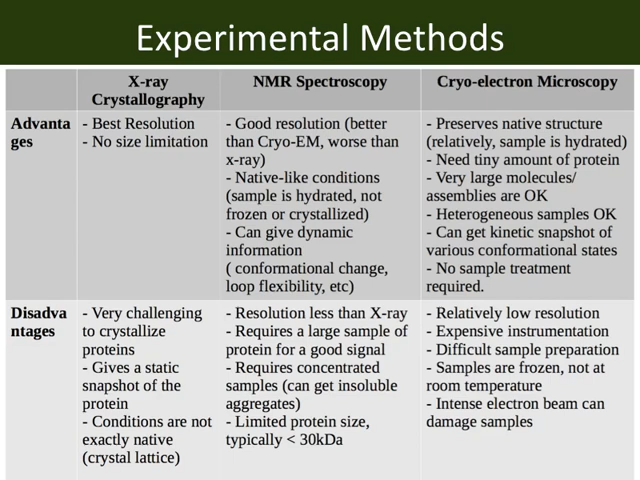 Experimental Methods
X-ray
Crystallography
NMR Spectroscopy
Cryo-electron Microscopy
Advanta
ges
- Best Resolution
- No size limitation
- Good resolution (better
than Cryo-EM, worse than
x-ray)
- Native-like conditions
(sample is hydrated, not
frozen or crystallized)
- Can give dynamic
information
( conformational change,
loop flexibility, etc)
- Preserves native structure
(relatively, sample is hydrated)
- Need tiny amount of protein
- Very large molecules/
assemblies are OK
- Heterogeneous samples OK
- Can get kinetic snapshot of
various conformational states
- No sample treatment
required.
Disadva
ntages
- Very challenging
to crystallize
proteins
- Gives a static
snapshot of the
protein
- Conditions are not
exactly native
(crystal lattice)
- Resolution less than X-ray
- Requires a large sample of
protein for a good signal
- Requires concentrated
samples (can get insoluble
aggregates)
- Limited protein size,
typically < 30kDa
- Relatively low resolution
- Expensive instrumentation
- Difficult sample preparation
- Samples are frozen, not at
room temperature
- Intense electron beam can
damage samples